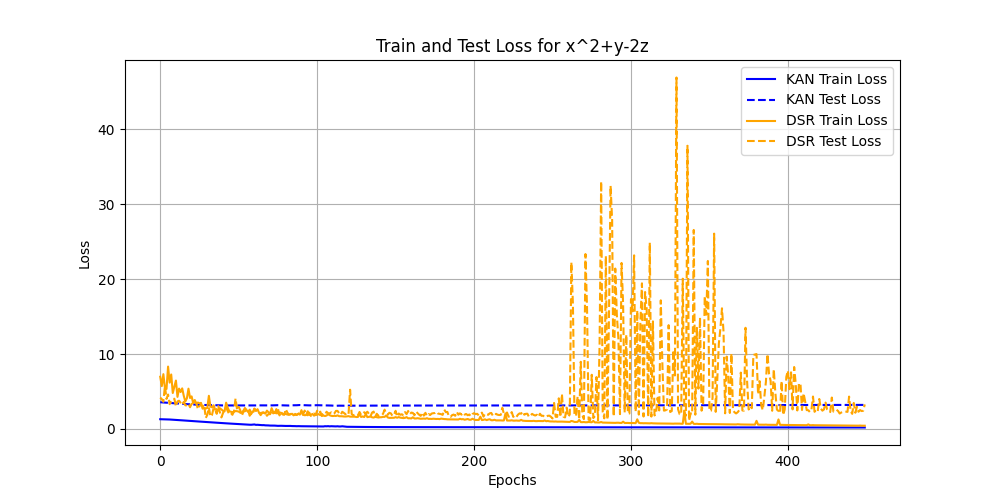 Train and Test Loss for x^2+y-2z
KAN Train Loss
KAN Test Loss
DSR Train Loss
DSR Test Loss
40
30
20
10
0
Loss
0 100 200 300 400
Epochs